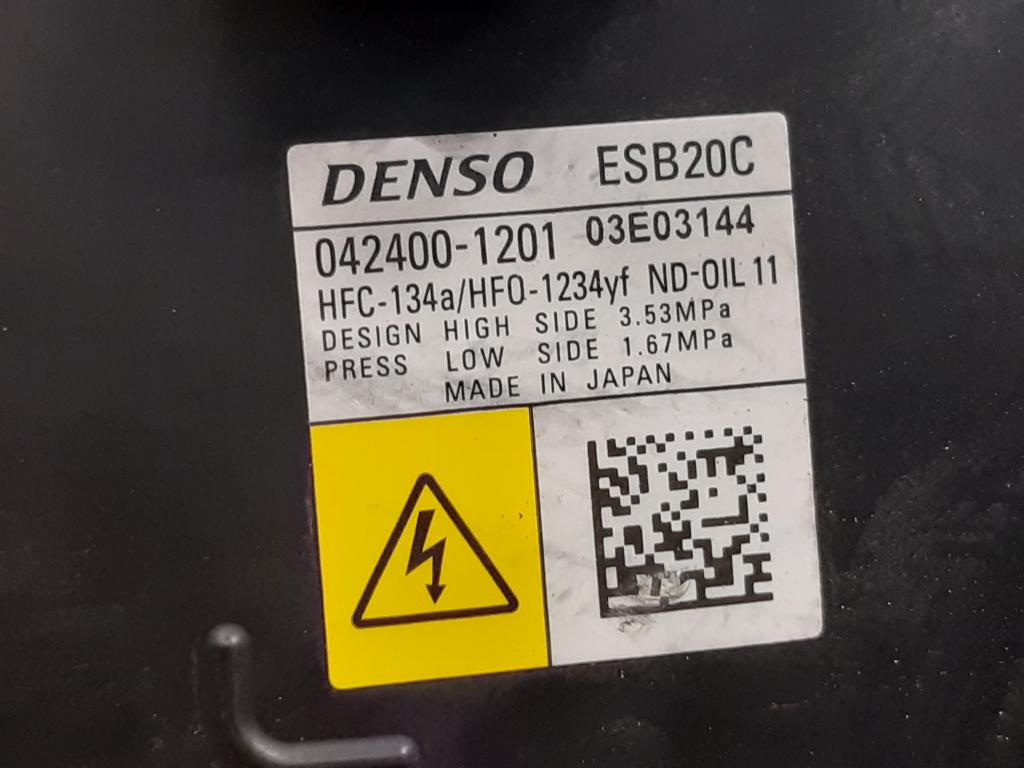 DENSO ESB20C
042400-1201 03E03144
HFC-134a/HFO-1234yf ND-OIL 11
DESIGN HIGH SIDE 3.53MPa
PRESS LOW SIDE 1.67MPa
MADE IN JAPAN